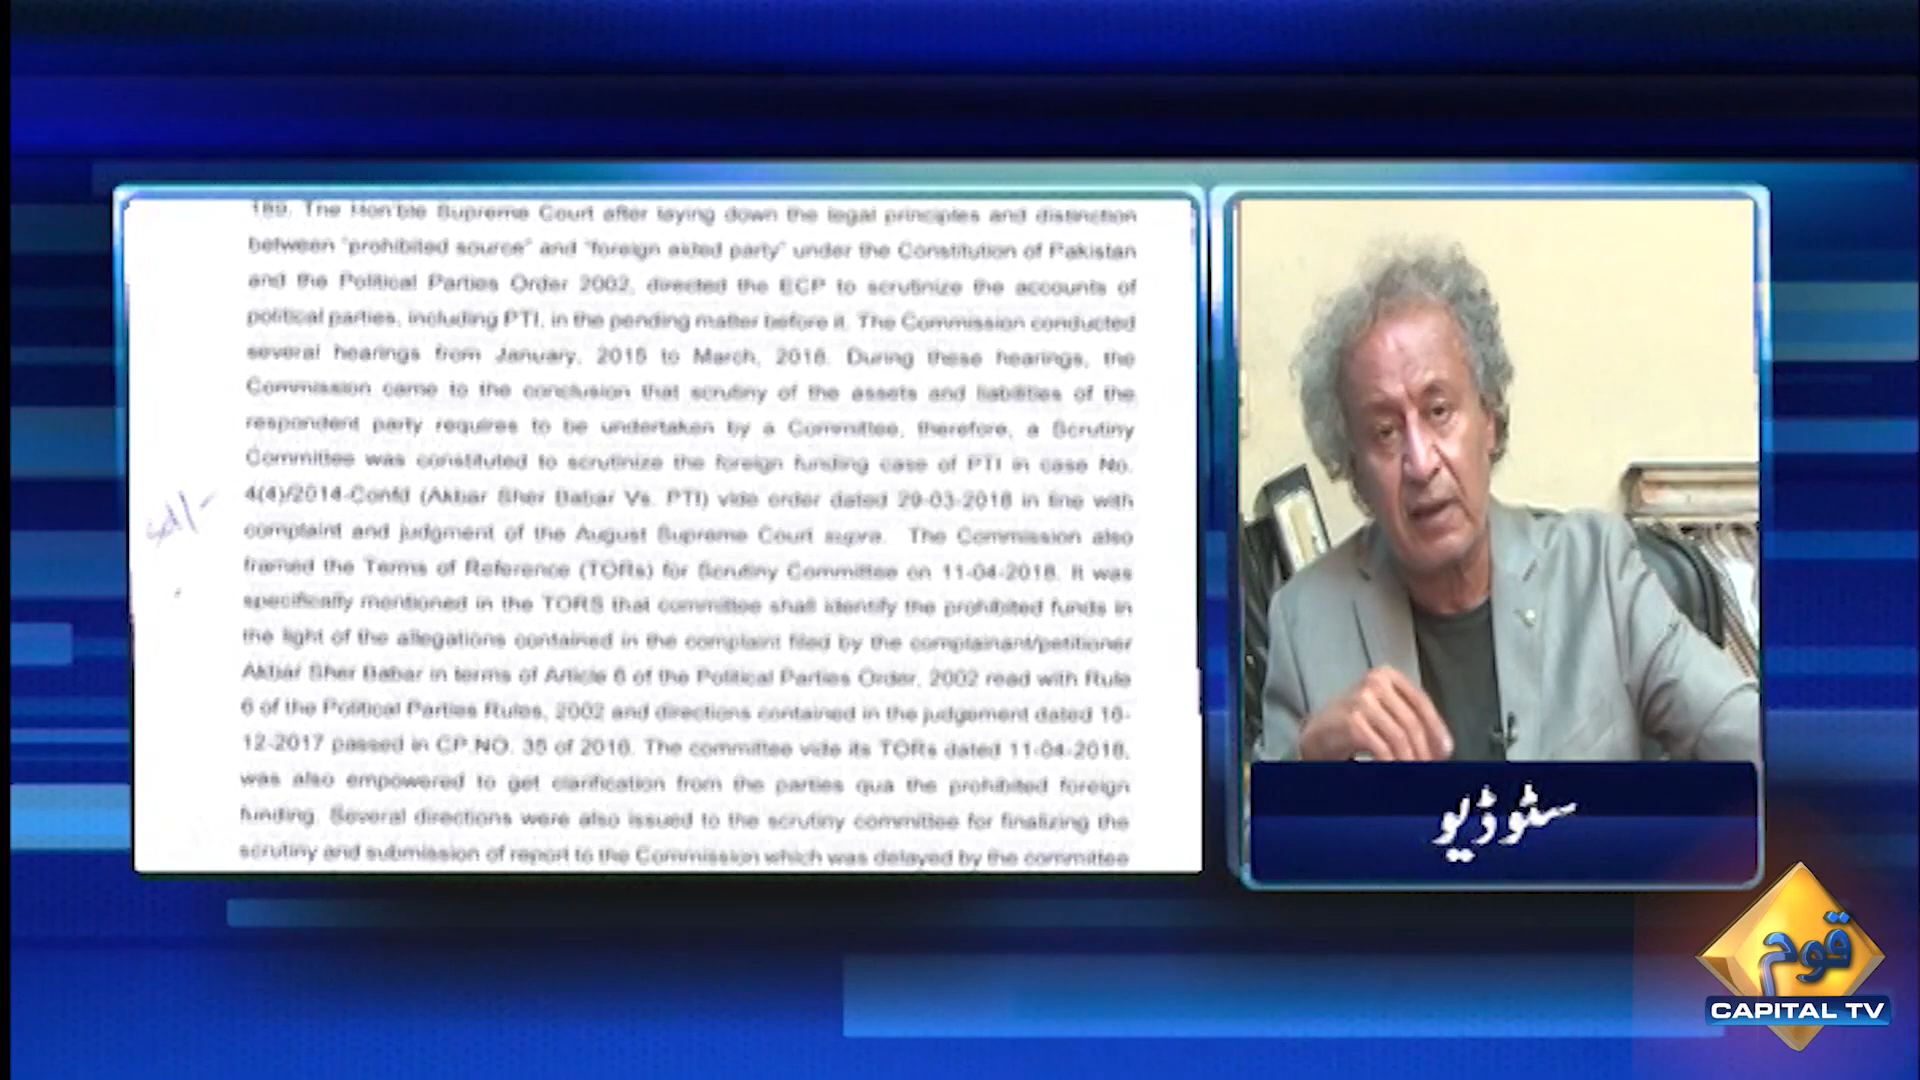 189. The Hon'ble Supreme Court after laying down the legal principles and distinction
between "prohibited source" and "foreign aided party" under the Constitution of Pakistan
and the Political Parties Order 2002, directed the ECP to scrutinize the accounts of
political parties, including PTI, in the pending matter before it. The Commission conducted
several hearings from January, 2015 to March, 2018. During these hearings, the
Commission came to the conclusion that scrutiny of the assets and liabilities of the
respondent party requires to be undertaken by a Committee, therefore, a Scrutiny
Committee was constituted to scrutinize the foreign funding case of PTI in case No.
4(4)/2014-Confd (Akbar Sher Babar Vs. PTI) vide order dated 29-03-2018 in line with
complaint and judgment of the August Supreme Court supra. The Commission also
framed the Terms of Reference (TORs) for Scrutiny Committee on 11-04-2018. It was
specifically mentioned in the TORS that committee shall identify the prohibited funds in
the light of the allegations contained in the complaint filed by the complainant/petitioner
Akbar Sher Babar in terms of Article 6 of the Political Parties Order, 2002 read with Rule
6 of the Political Parties Rules, 2002 and directions contained in the judgement dated 16-
12-2017 passed in CP.NO. 35 of 2016. The committee vide its TORs dated 11-04-2018,
was also empowered to get clarification from the parties qua the prohibited foreign
funding. Several directions were also issued to the scrutiny committee for finalizing the
scrutiny and submission of report to the Commission which was delayed by the committee
سٹوڈیو
قوم
CAPITAL TV